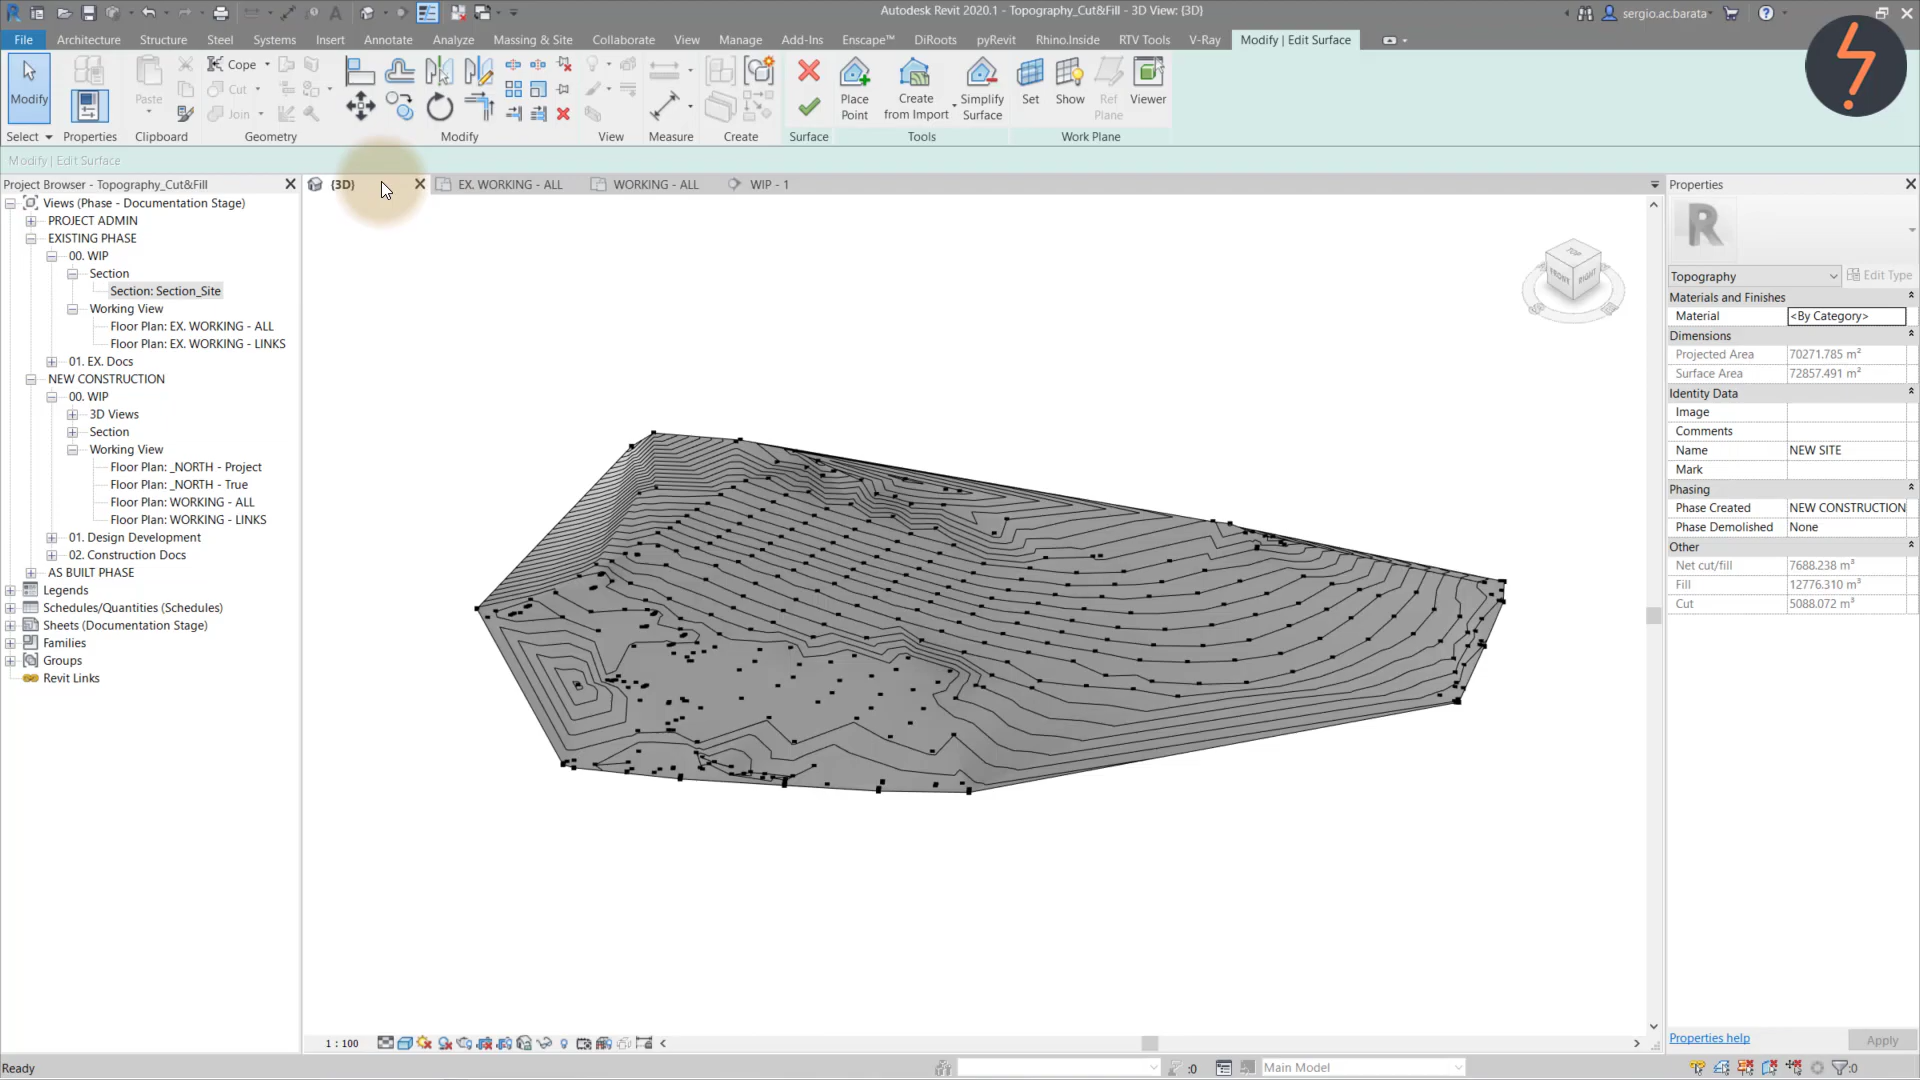 Autodesk Revit 2020.1 - Topography_Cut&Fill - 3D View: {3D}
sergio.ac.barata
File Architecture Structure Steel Systems Insert Annotate Analyze Massing & Site Collaborate View Manage Add-Ins Enscape™ DiRoots pyRevit Rhino.Inside RTV Tools V-Ray Modify | Edit Surface
Modify
Paste
Cope
Cut
Join
Place Point
Create from Import
Simplify Surface
Set
Show
Ref Plane
Viewer
Select Properties Clipboard Geometry Modify View Measure Create Surface Tools Work Plane
Modify | Edit Surface
Project Browser - Topography_Cut&Fill
{3D} EX. WORKING - ALL WORKING - ALL WIP - 1
Views (Phase - Documentation Stage)
PROJECT ADMIN
EXISTING PHASE
00. WIP
Section
Section: Section_Site
Working View
Floor Plan: EX. WORKING - ALL
Floor Plan: EX. WORKING - LINKS
01. EX. Docs
NEW CONSTRUCTION
00. WIP
3D Views
Section
Working View
Floor Plan: _NORTH - Project
Floor Plan: _NORTH - True
Floor Plan: WORKING - ALL
Floor Plan: WORKING - LINKS
01. Design Development
02. Construction Docs
AS BUILT PHASE
Legends
Schedules/Quantities (Schedules)
Sheets (Documentation Stage)
Families
Groups
Revit Links
TOP
FRONT
RIGHT
Properties
Topography
Edit Type
Materials and Finishes
Material <By Category>
Dimensions
Projected Area 70271.785 m²
Surface Area 72857.491 m²
Identity Data
Image
Comments
Name NEW SITE
Mark
Phasing
Phase Created NEW CONSTRUCTION
Phase Demolished None
Other
Net cut/fill 7688.238 m³
Fill 12776.310 m³
Cut 5088.072 m³
Properties help
Apply
1 : 100
Ready
:0
Main Model
:0